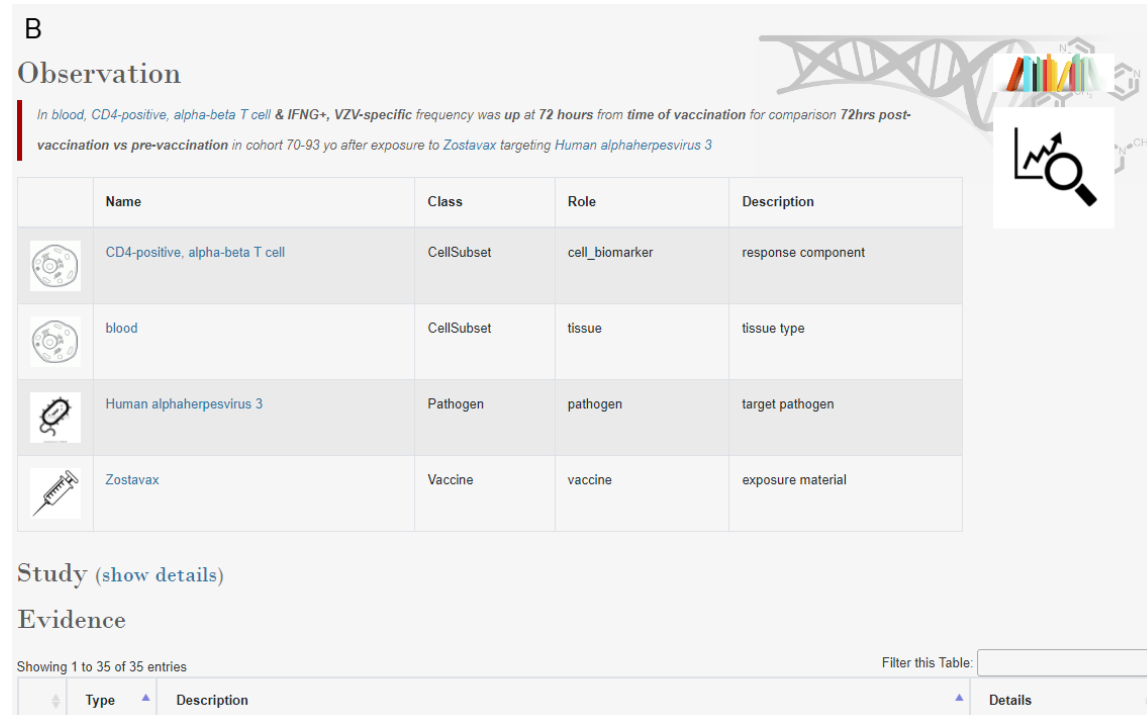 B
Observation
In blood, CD4-positive, alpha-beta T cell & IFNG+, VZV-specific frequency was up at 72 hours from time of vaccination for comparison 72hrs post-
vaccination vs pre-vaccination in cohort 70-93 yo after exposure to Zostavax targeting Human alphaherpesvirus 3
Name Class Role Description
CD4-positive, alpha-beta T cell CellSubset cell_biomarker response component
blood CellSubset tissue tissue type
Human alphaherpesvirus 3 Pathogen pathogen target pathogen
Zostavax Vaccine vaccine exposure material
Study (show details)
Evidence
Showing 1 to 35 of 35 entries Filter this Table:
Type Description Details